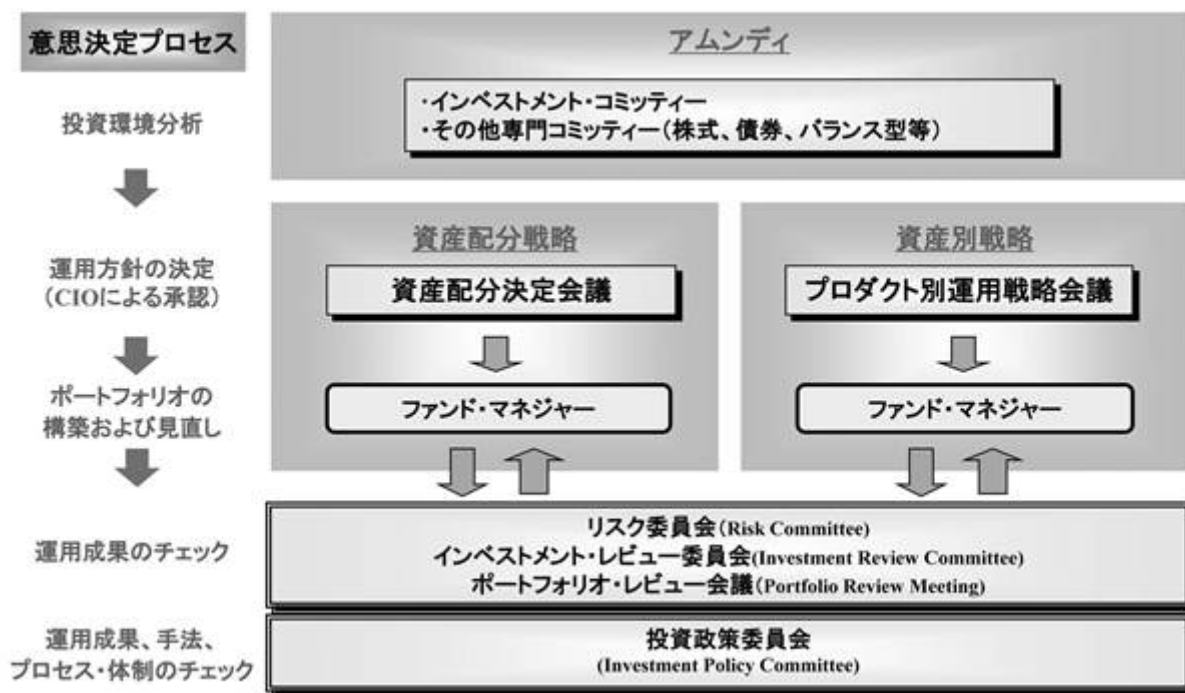 意思決定プロセス
アムンディ
投資環境分析
・インベストメント・コミッティー
・その他専門コミッティー(株式、債券、バランス型等)
運用方針の決定
(CIOによる承認)
資産配分戦略
資産配分決定会議
資産別戦略
プロダクト別運用戦略会議
ポートフォリオの
構築および見直し
ファンド・マネジャー
ファンド・マネジャー
運用成果のチェック
リスク委員会(Risk Committee)
インベストメント・レビュー委員会(Investment Review Committee)
ポートフォリオ・レビュー会議(Portfolio Review Meeting)
運用成果、手法、
プロセス・体制のチェック
投資政策委員会
(Investment Policy Committee)